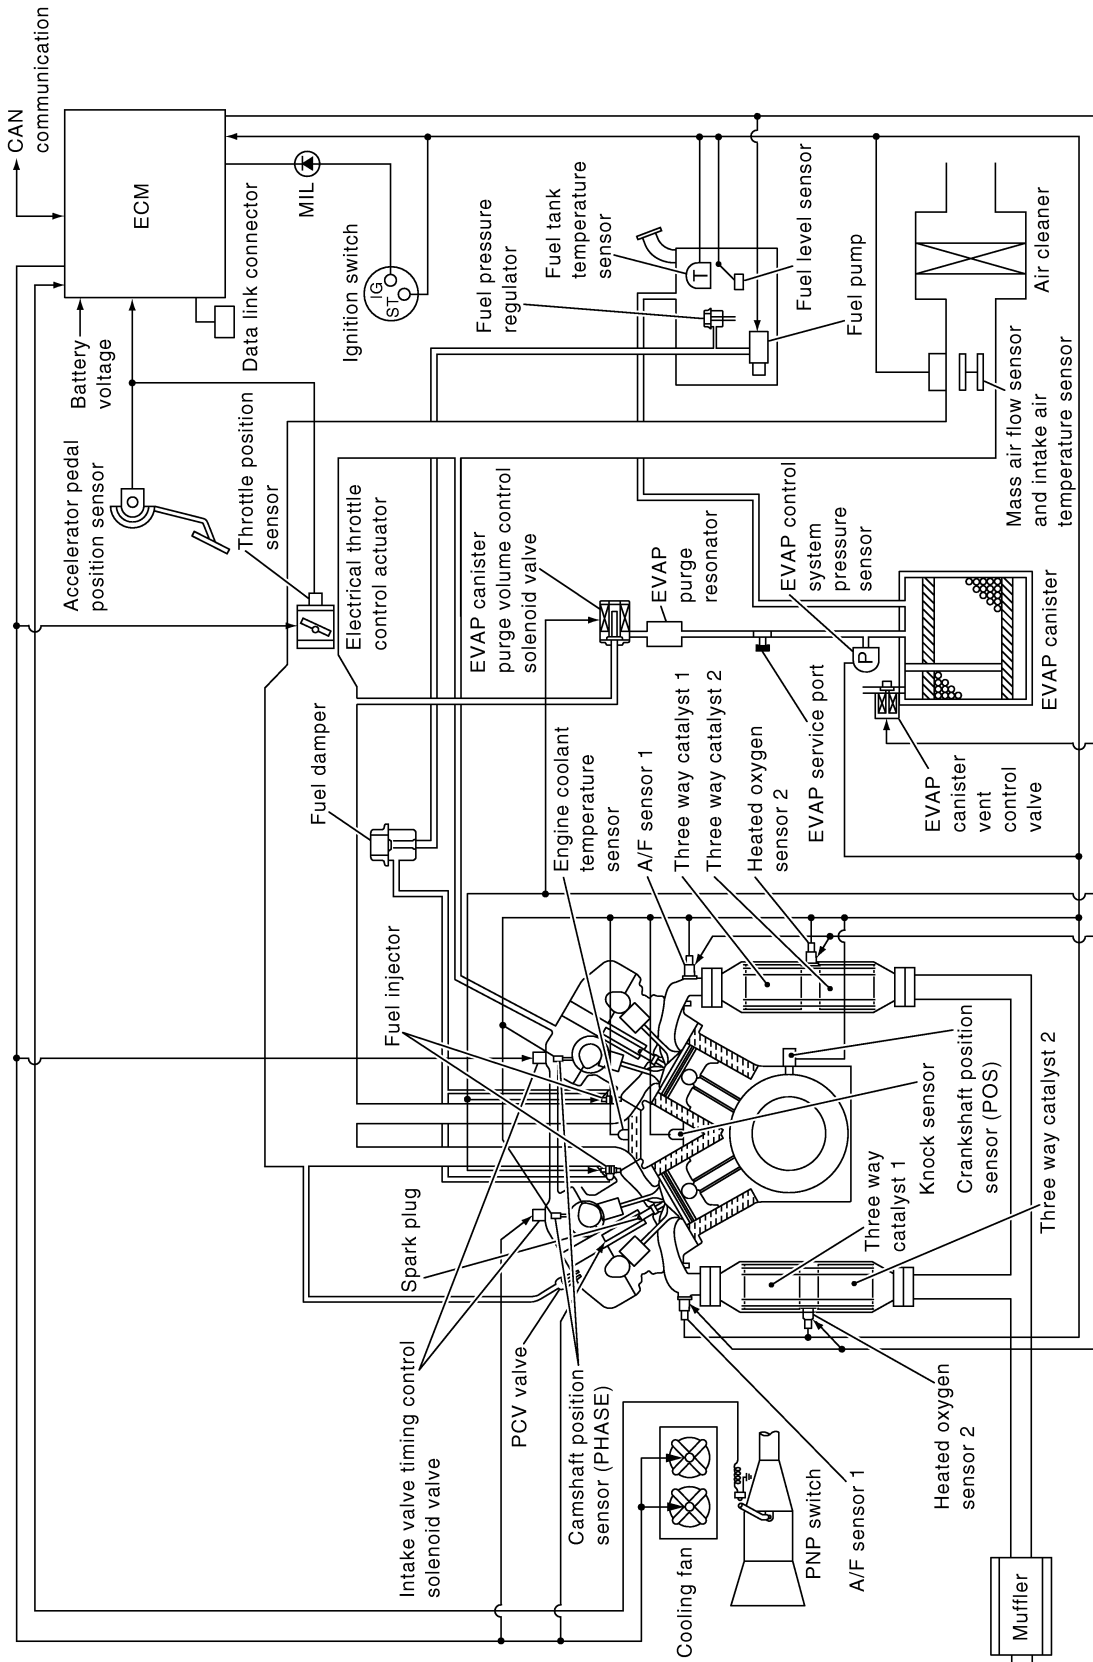 CAN
communication
ECM
MIL
Data link connector
Ignition switch
IG
ST
Battery
voltage
Accelerator pedal
position sensor
Throttle position
sensor
Electrical throttle
control actuator
Fuel pressure
regulator
Fuel tank
temperature
sensor
T
Fuel level sensor
Fuel pump
Air cleaner
Mass air flow sensor
and intake air
temperature sensor
EVAP canister
purge volume control
solenoid valve
EVAP
purge
resonator
EVAP control
system
pressure
sensor
P
EVAP canister
EVAP service port
EVAP
canister
vent
control
valve
Fuel damper
Engine coolant
temperature
sensor
A/F sensor 1
Three way catalyst 1
Three way catalyst 2
Heated oxygen
sensor 2
Fuel injector
Spark plug
Intake valve timing control
solenoid valve
PCV valve
Camshaft position
sensor (PHASE)
Knock sensor
Crankshaft position
sensor (POS)
Three way
catalyst 1
Three way catalyst 2
Cooling fan
PNP switch
A/F sensor 1
Heated oxygen
sensor 2
Muffler